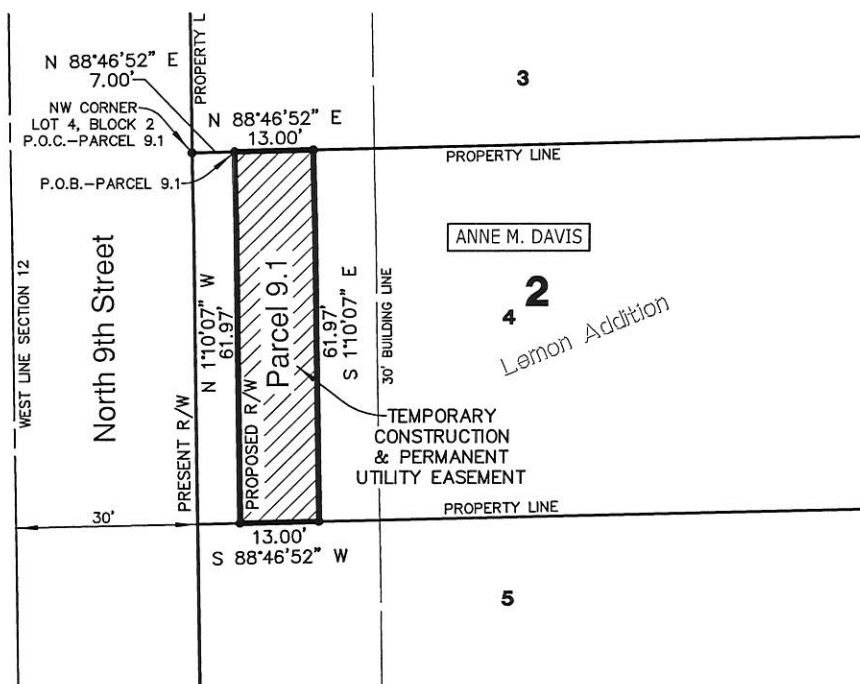 N 88°46'52" E
7.00'
PROPERTY L
3
NW CORNER
LOT 4, BLOCK 2
P.O.C.-PARCEL 9.1
N 88°46'52" E
13.00'
PROPERTY LINE
P.O.B.-PARCEL 9.1
ANNE M. DAVIS
WEST LINE SECTION 12
North 9th Street
N 1°10'07" W
61.97'
Parcel 9.1
61.97'
S 1°10'07" E
30' BUILDING LINE
2
4
Lemon Addition
PRESENT R/W
PROPOSED R/W
TEMPORARY
CONSTRUCTION
& PERMANENT
UTILITY EASEMENT
PROPERTY LINE
30'
13.00'
S 88°46'52" W
5